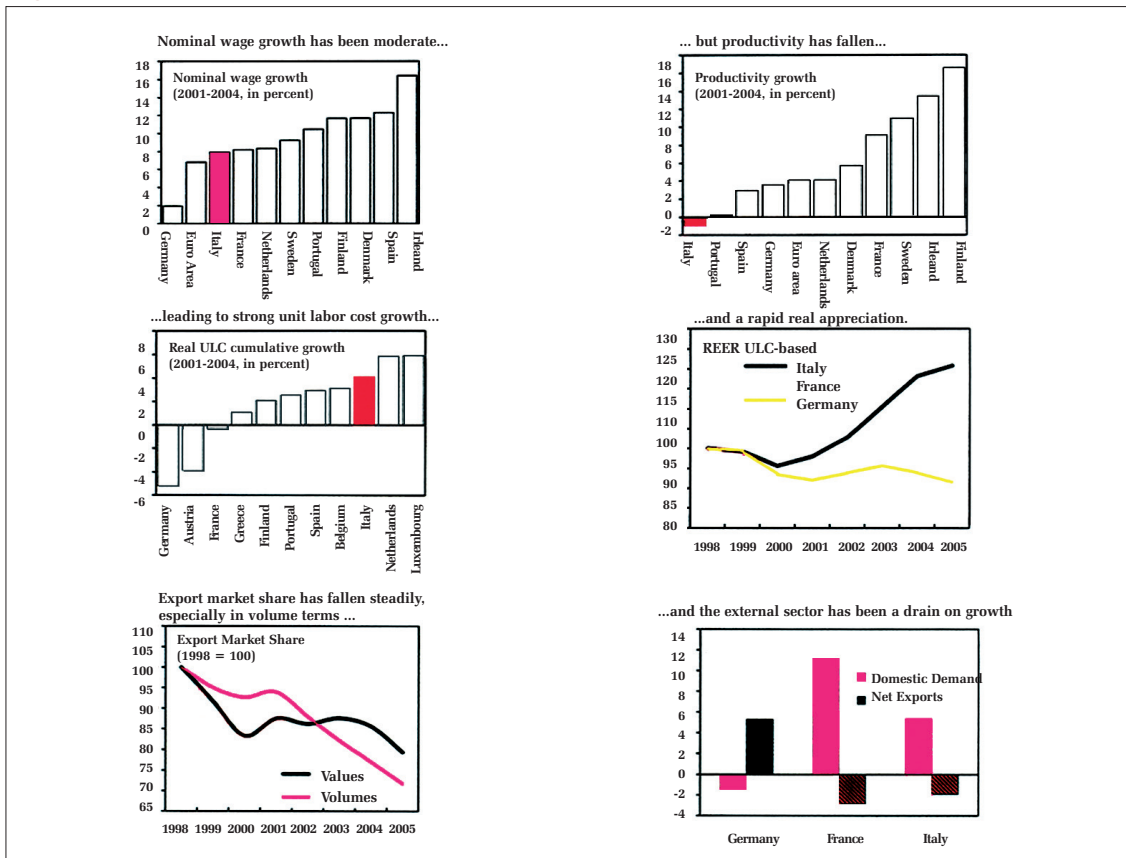 Nominal wage growth has been moderate...
18
16
14
12
10
8
6
4
2
0
Nominal wage growth
(2001-2004, in percent)
Germany
Euro Area
Italy
France
Netherlands
Sweden
Portugal
Finland
Denmark
Spain
Irleand
... but productivity has fallen...
18
16
14
12
10
8
6
4
2
0
-2
Productivity growth
(2001-2004, in percent)
Italy
Portugal
Spain
Germany
Euro area
Netherlands
Denmark
France
Sweden
Irleand
Finland
...leading to strong unit labor cost growth...
8
6
4
2
0
-2
-4
-6
Real ULC cumulative growth
(2001-2004, in percent)
Germany
Austria
France
Greece
Finland
Portugal
Spain
Belgium
Italy
Netherlands
Luxembourg
...and a rapid real appreciation.
130
125
120
115
110
100
95
90
80
REER ULC-based
Italy
France
Germany
1998 1999 2000 2001 2002 2003 2004 2005
Export market share has fallen steadily,
especially in volume terms ...
110
105
100
95
90
85
80
75
70
65
Export Market Share
(1998 = 100)
Values
Volumes
1998 1999 2000 2001 2002 2003 2004 2005
...and the external sector has been a drain on growth
14
12
10
8
6
4
2
0
-2
-4
Domestic Demand
Net Exports
Germany France Italy